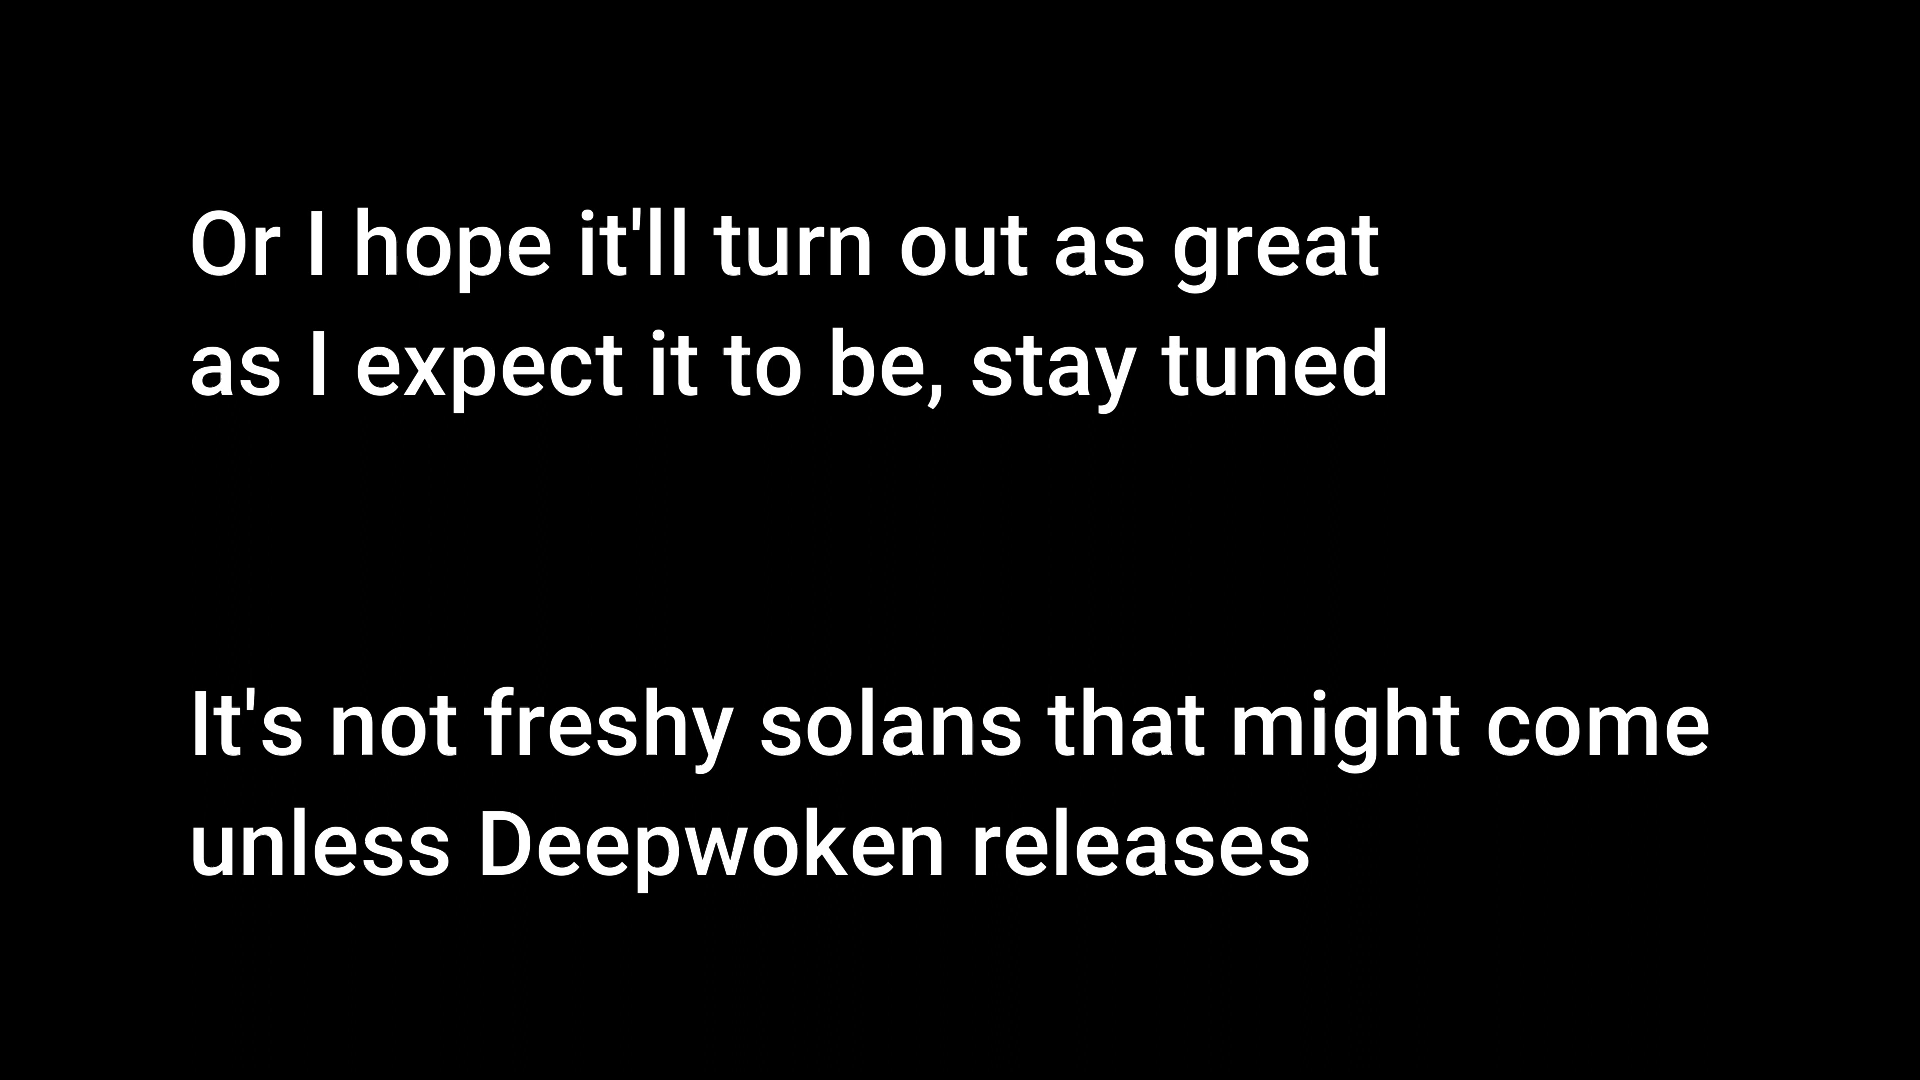 Or I hope it'll turn out as great
as I expect it to be, stay tuned
It's not freshy solans that might come
unless Deepwoken releases